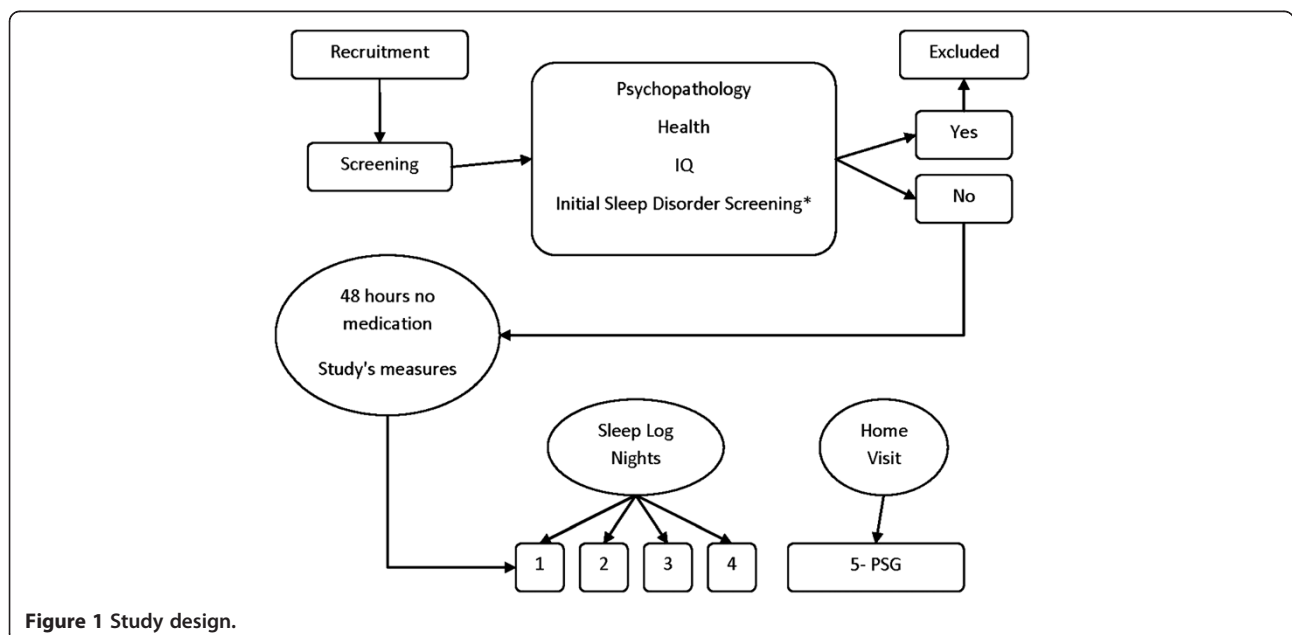 Recruitment
Screening
Psychopathology
Health
IQ
Initial Sleep Disorder Screening*
Excluded
Yes
No
48 hours no
medication
Study's measures
Sleep Log
Nights
Home
Visit
1
2
3
4
5- PSG
Figure 1 Study design.